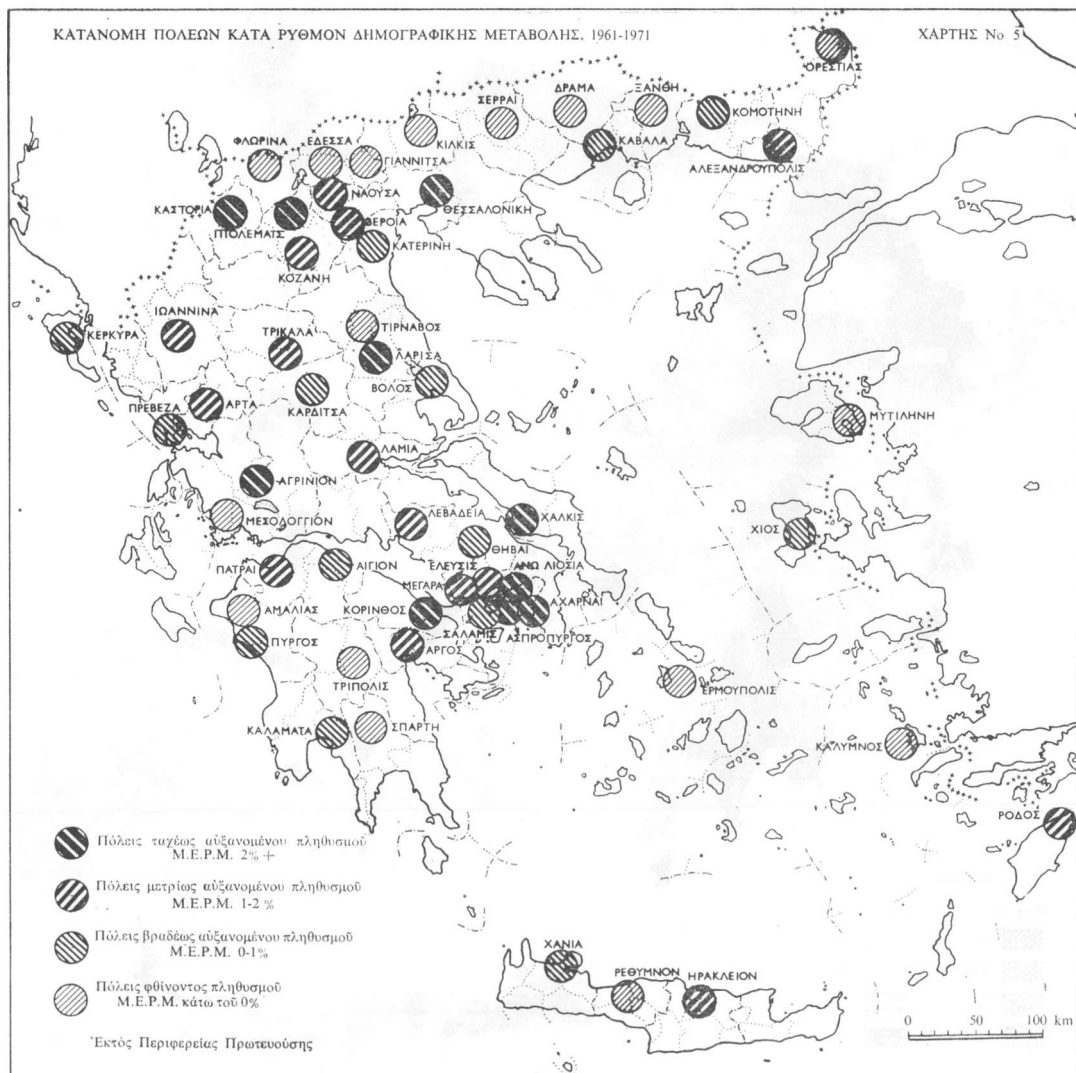 ΚΑΤΑΝΟΜΗ ΠΟΛΕΩΝ ΚΑΤΑ ΡΥΘΜΟΝ ΔΗΜΟΓΡΑΦΙΚΗΣ ΜΕΤΑΒΟΛΗΣ, 1961-1971
ΧΑΡΤΗΣ Νο 5
ΟΡΕΣΤΙΑΣ
ΞΑΝΘΗ
ΔΡΑΜΑ
ΣΕΡΡΑΙ
ΚΟΜΟΤΗΝΗ
ΚΙΛΚΙΣ
ΚΑΒΑΛΑ
ΑΛΕΞΑΝΔΡΟΥΠΟΛΙΣ
ΦΛΩΡΙΝΑ
ΕΔΕΣΣΑ
ΓΙΑΝΝΙΤΣΑ
ΝΑΟΥΣΑ
ΘΕΣΣΑΛΟΝΙΚΗ
ΚΑΣΤΟΡΙΑ
ΠΤΟΛΕΜΑΙΣ
ΒΕΡΟΙΑ
ΚΑΤΕΡΙΝΗ
ΚΟΖΑΝΗ
ΙΩΑΝΝΙΝΑ
ΚΕΡΚΥΡΑ
ΤΡΙΚΑΛΑ
ΤΙΡΝΑΒΟΣ
ΛΑΡΙΣΑ
ΒΟΛΟΣ
ΚΑΡΔΙΤΣΑ
ΠΡΕΒΕΖΑ
ΑΡΤΑ
ΜΥΤΙΛΗΝΗ
ΛΑΜΙΑ
ΑΓΡΙΝΙΟΝ
ΜΕΣΟΛΟΓΓΙΟΝ
ΛΕΒΑΔΕΙΑ
ΧΑΛΚΙΣ
ΧΙΟΣ
ΘΗΒΑΙ
ΠΑΤΡΑΙ
ΑΙΓΙΟΝ
ΕΛΕΥΣΙΣ
ΑΝΩ ΛΙΟΣΙΑ
ΜΕΓΑΡΑ
ΑΜΑΛΙΑΣ
ΚΟΡΙΝΘΟΣ
ΑΧΑΡΝΑΙ
ΣΑΛΑΜΙΣ
ΑΣΠΡΟΠΥΡΓΟΣ
ΠΥΡΓΟΣ
ΑΡΓΟΣ
ΤΡΙΠΟΛΙΣ
ΕΡΜΟΥΠΟΛΙΣ
ΚΑΛΑΜΑΤΑ
ΣΠΑΡΤΗ
ΚΑΛΥΜΝΟΣ
ΡΟΔΟΣ
Πόλεις ταχέως αὐξανομένου πληθυσμοῦ
Μ.Ε.Ρ.Μ. 2% +
Πόλεις μετρίως αὐξανομένου πληθυσμοῦ
Μ.Ε.Ρ.Μ. 1-2 %
Πόλεις βραδέως αὐξανομένου πληθυσμοῦ
Μ.Ε.Ρ.Μ. 0-1%
Πόλεις φθίνοντος πληθυσμοῦ
Μ.Ε.Ρ.Μ. κάτω τοῦ 0%
Ἐκτὸς Περιφερείας Πρωτευούσης
ΧΑΝΙΑ
ΡΕΘΥΜΝΟΝ
ΗΡΑΚΛΕΙΟΝ
0 50 100 km